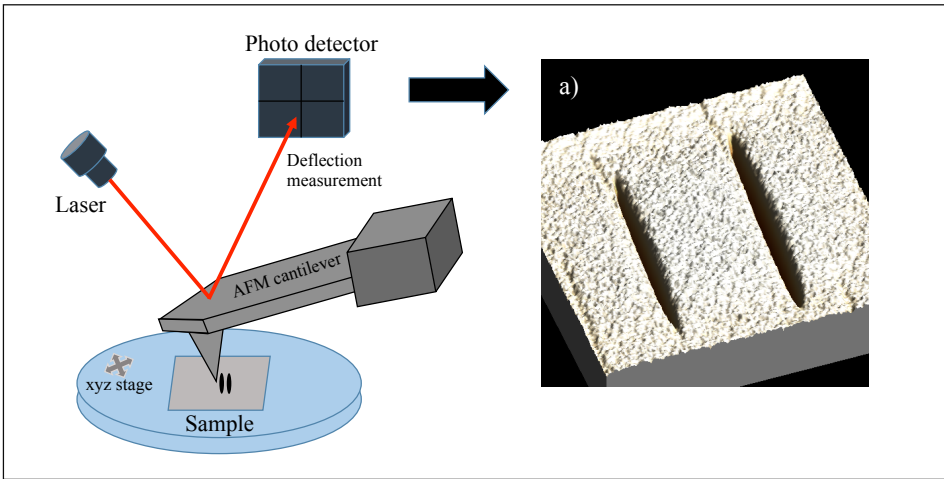 Photo detector
a)
Deflection
measurement
Laser
AFM cantilever
xyz stage
Sample